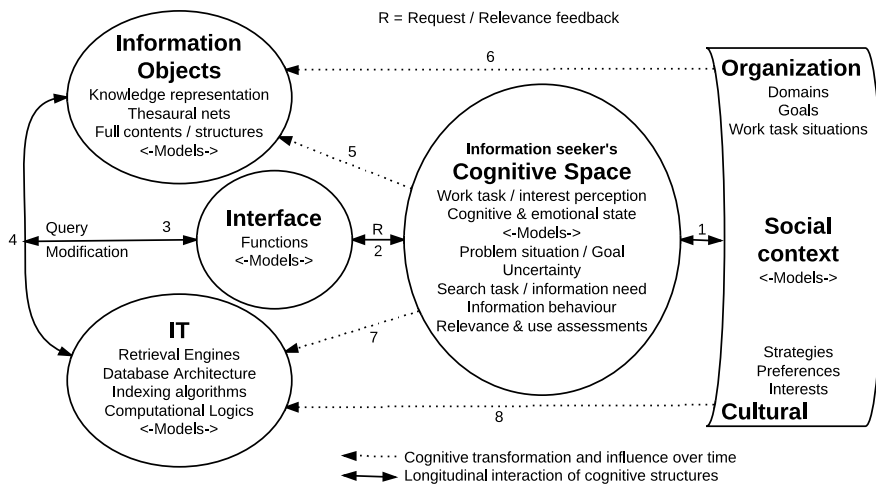 R = Request / Relevance feedback
Information
Objects
Knowledge representation
Thesaural nets
Full contents / structures
<-Models->
6
Organization
Domains
Goals
Work task situations
5
Information seeker's
Cognitive Space
Work task / interest perception
Cognitive & emotional state
<-Models->
Problem situation / Goal
Uncertainty
Search task / information need
Information behaviour
Relevance & use assessments
4
Query
Modification
3
Interface
Functions
<-Models->
R
2
1
Social
context
<-Models->
IT
Retrieval Engines
Database Architecture
Indexing algorithms
Computational Logics
<-Models->
7
8
Strategies
Preferences
Interests
Cultural
Cognitive transformation and influence over time
Longitudinal interaction of cognitive structures